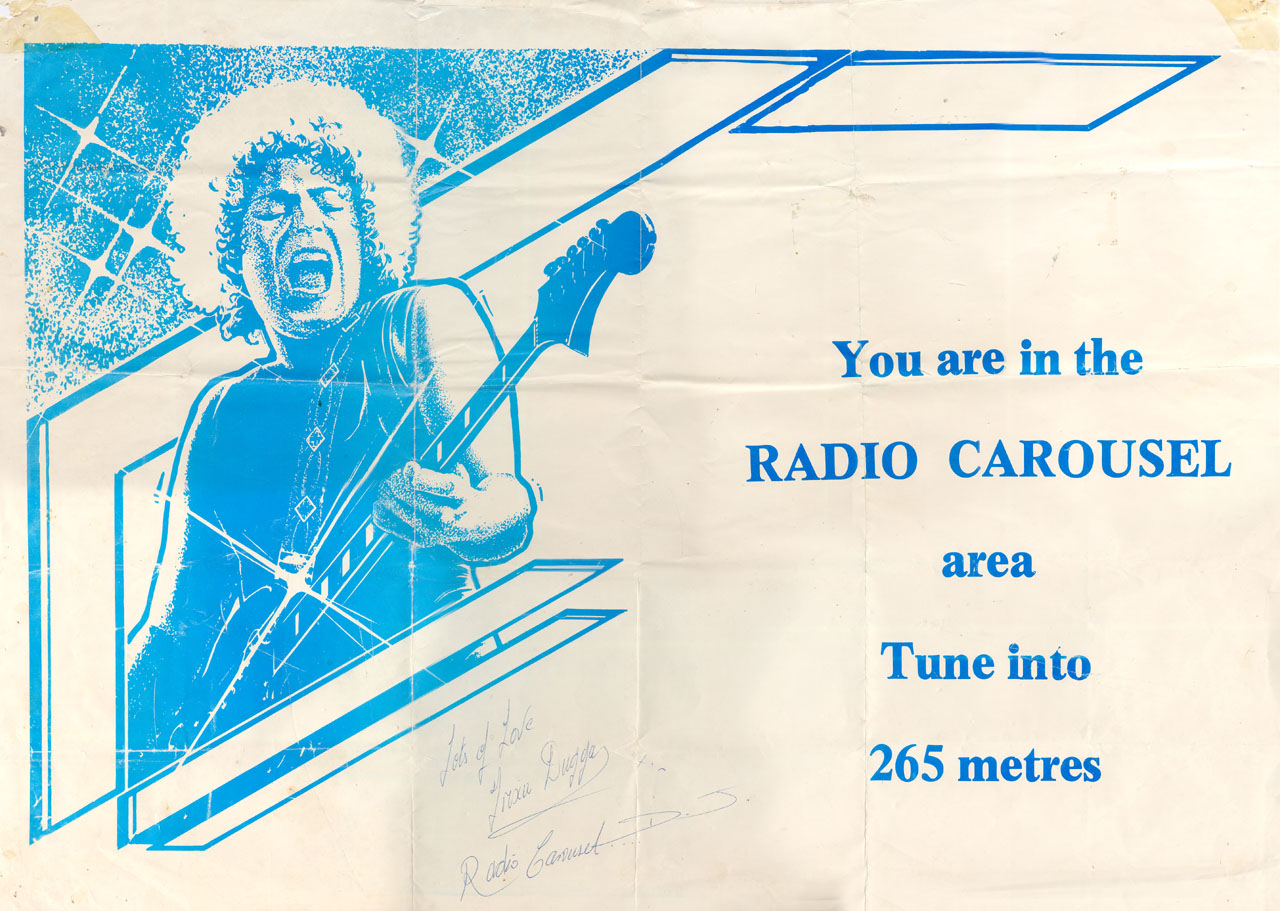 You are in the
RADIO CAROUSEL
area
Tune into
265 metres
Lots of Love
Radio Carousel D.J.